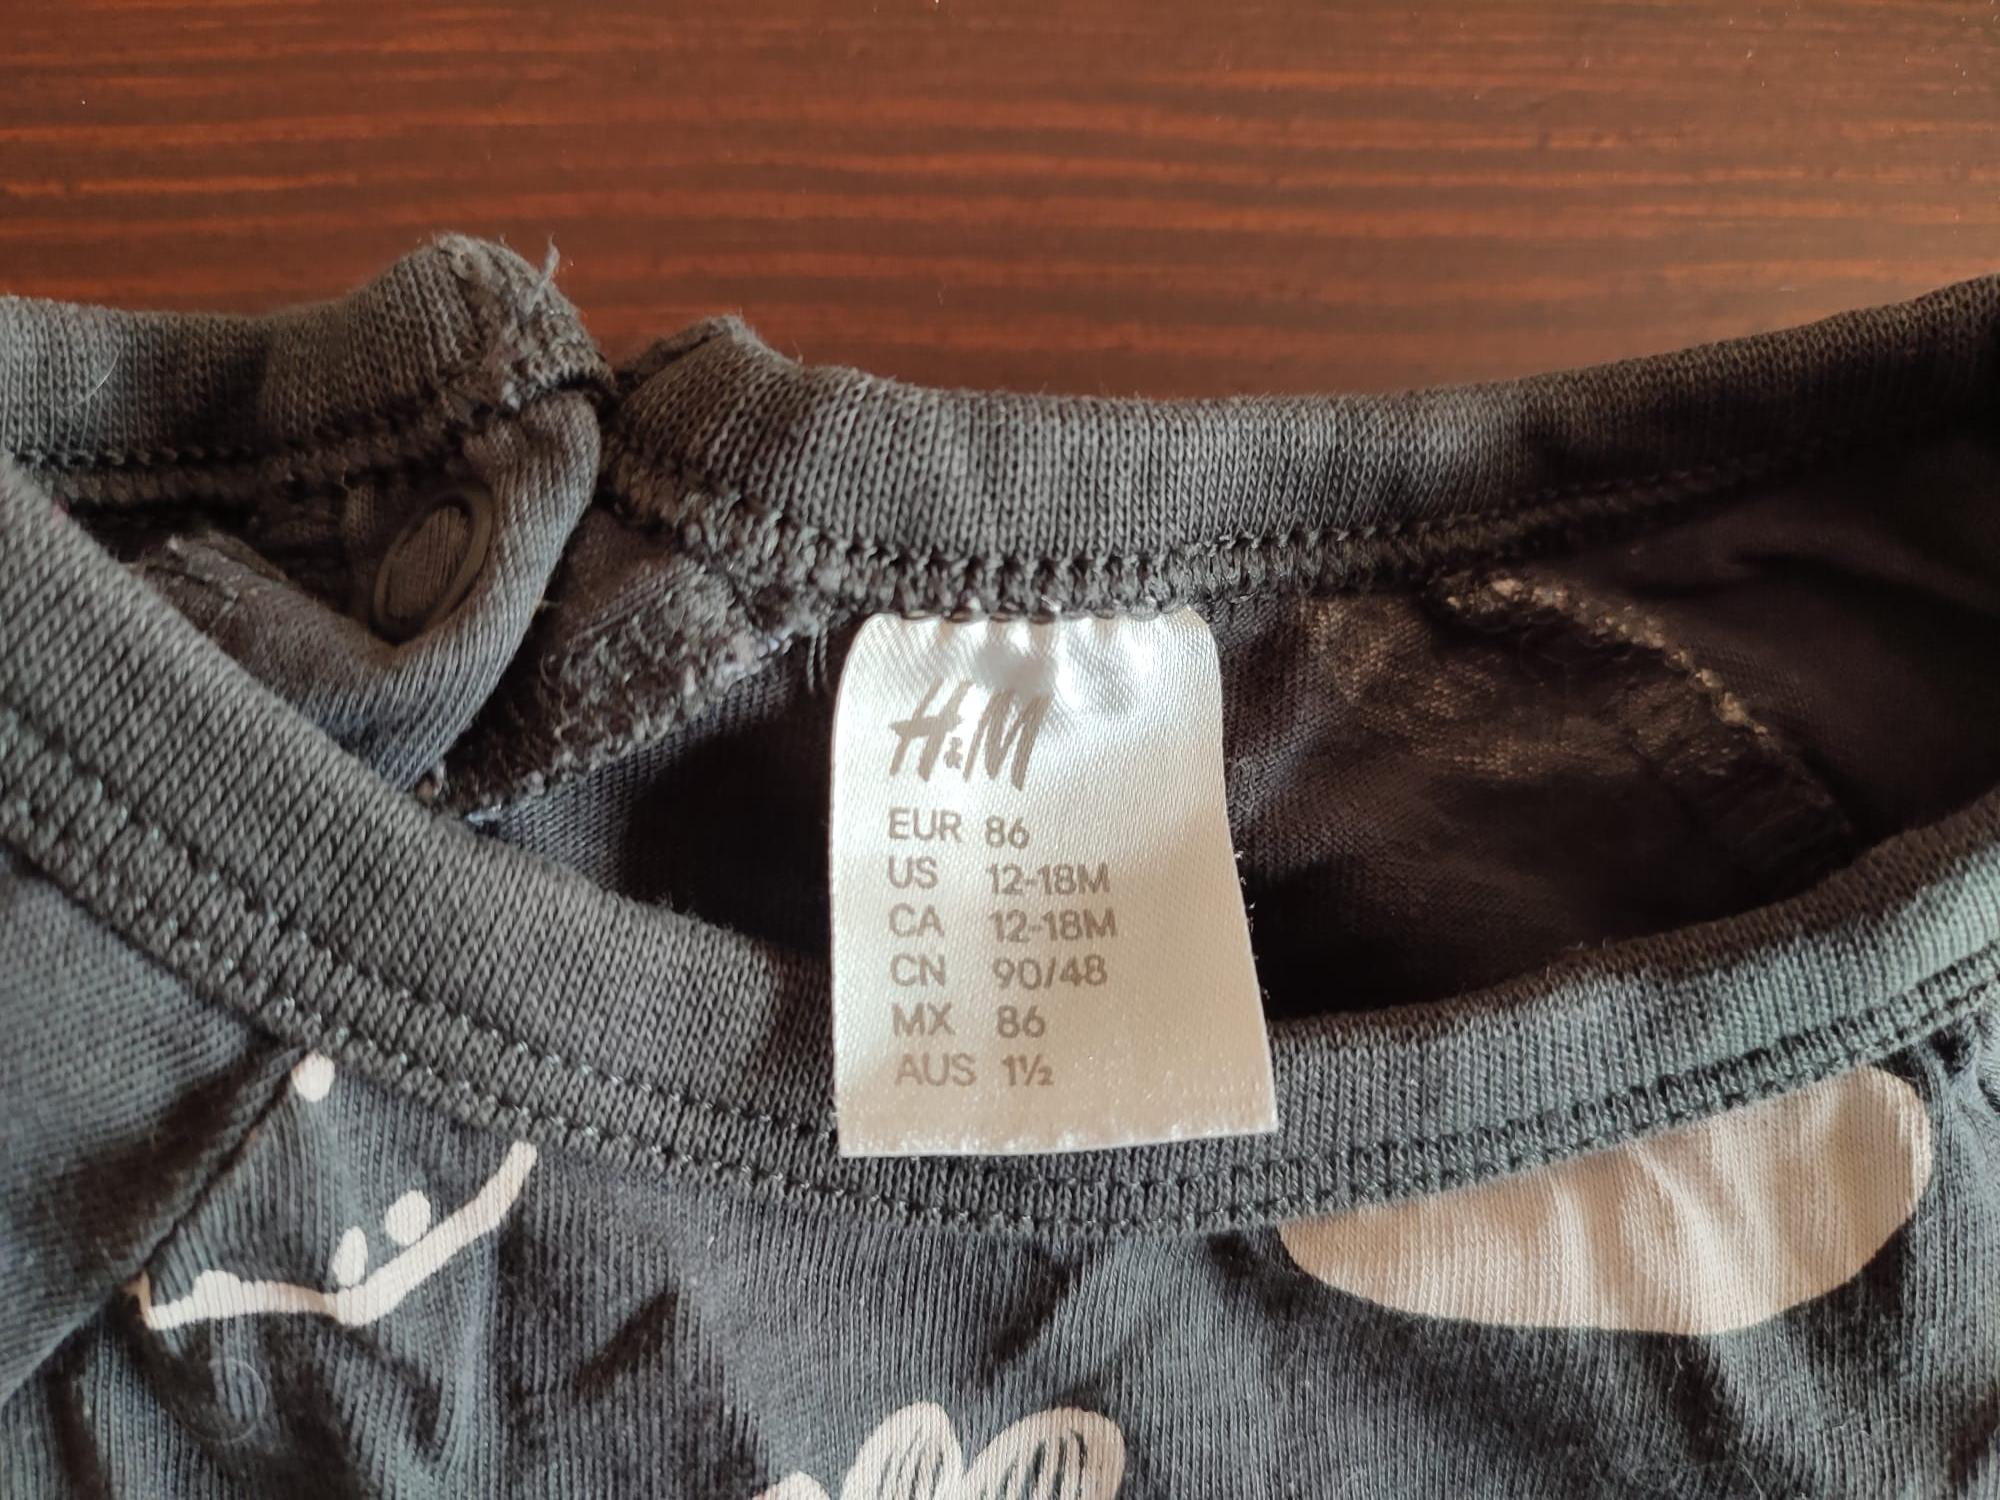 H&M
EUR 86
US 12-18M
CA 12-18M
CN 90/48
MX 86
AUS 1½